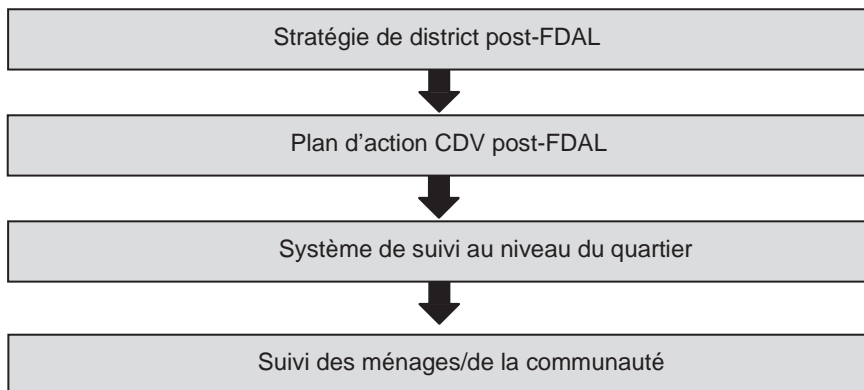 Stratégie de district post-FDAL
Plan d’action CDV post-FDAL
Système de suivi au niveau du quartier
Suivi des ménages/de la communauté